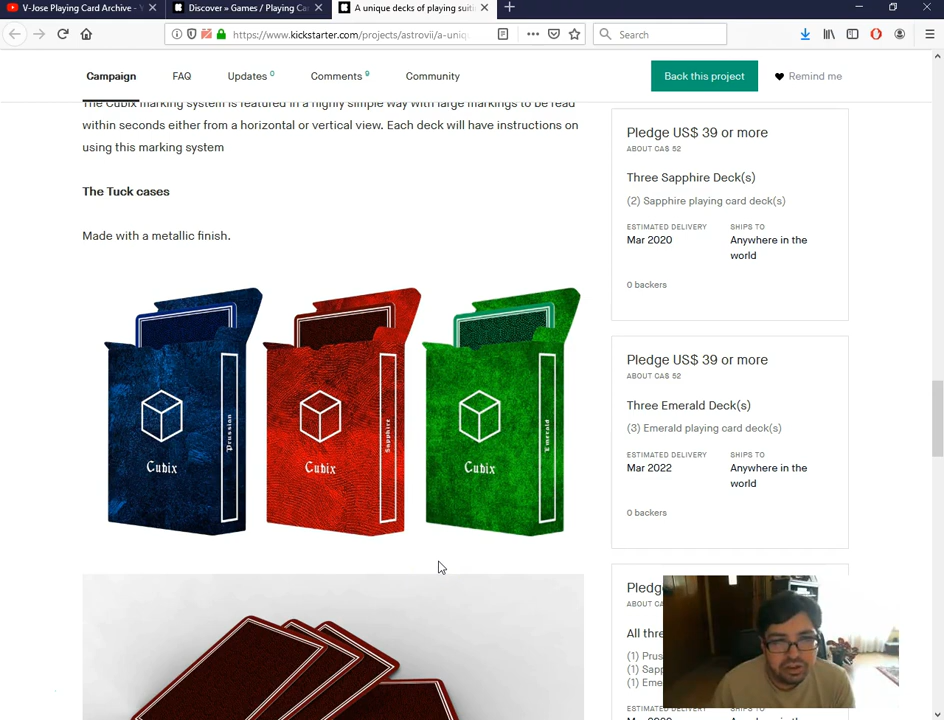 V-Jose Playing Card Archive -
Discover » Games / Playing Ca
A unique decks of playing suit
https://www.kickstarter.com/projects/astrovii/a-uniq
Search
Campaign
FAQ
Updates 0
Comments 9
Community
Back this project
Remind me
The Cubix marking system is featured in a highly simple way with large markings to be read
within seconds either from a horizontal or vertical view. Each deck will have instructions on
using this marking system
The Tuck cases
Made with a metallic finish.
Cubix
Prussian
Cubix
Sapphire
Cubix
Emerald
Pledge US$ 39 or more
ABOUT CA$ 52
Three Sapphire Deck(s)
(2) Sapphire playing card deck(s)
ESTIMATED DELIVERY
SHIPS TO
Mar 2020
Anywhere in the
world
0 backers
Pledge US$ 39 or more
ABOUT CA$ 52
Three Emerald Deck(s)
(3) Emerald playing card deck(s)
ESTIMATED DELIVERY
SHIPS TO
Mar 2022
Anywhere in the
world
0 backers
Pledg
ABOUT CA
All thre
(1) Prus
(1) Sap
(1) Eme
ESTIMATED